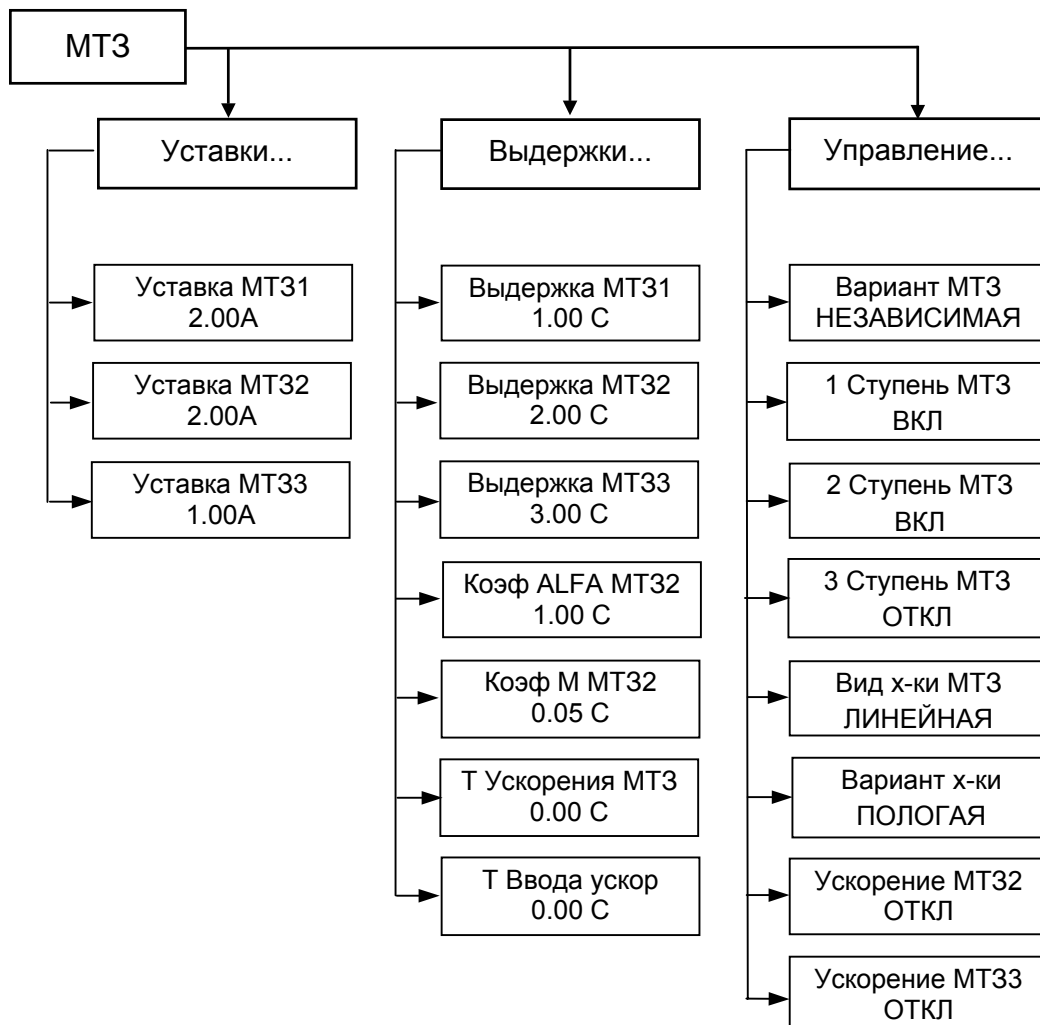 МТЗ
Уставки...
Выдержки...
Управление...
Уставка МТЗ1
2.00А
Уставка МТЗ2
2.00А
Уставка МТЗ3
1.00А
Выдержка МТЗ1
1.00 С
Выдержка МТЗ2
2.00 С
Выдержка МТЗ3
3.00 С
Коэф ALFA МТЗ2
1.00 С
Коэф М МТЗ2
0.05 С
Т Ускорения МТЗ
0.00 С
Т Ввода ускор
0.00 С
Вариант МТЗ
НЕЗАВИСИМАЯ
1 Ступень МТЗ
ВКЛ
2 Ступень МТЗ
ВКЛ
3 Ступень МТЗ
ОТКЛ
Вид х-ки МТЗ
ЛИНЕЙНАЯ
Вариант х-ки
ПОЛОГАЯ
Ускорение МТЗ2
ОТКЛ
Ускорение МТЗ3
ОТКЛ